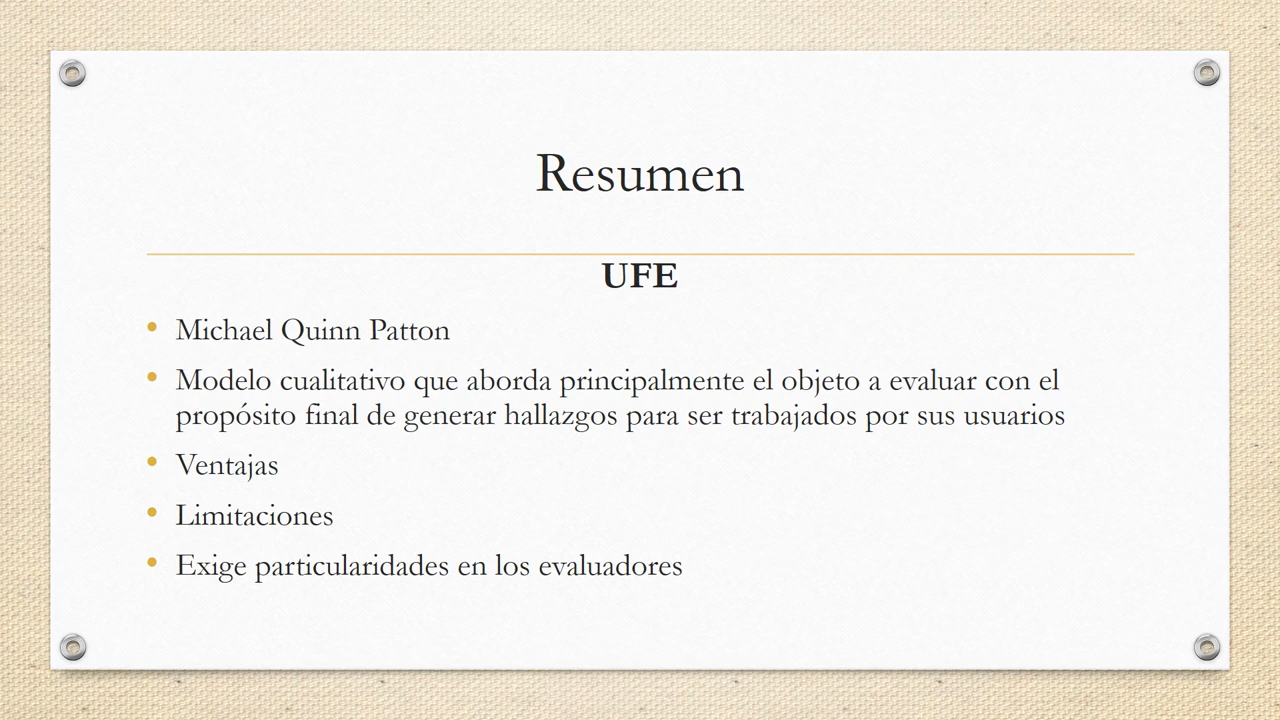 Resumen
UFE
• Michael Quinn Patton
• Modelo cualitativo que aborda principalmente el objeto a evaluar con el
propósito final de generar hallazgos para ser trabajados por sus usuarios
• Ventajas
• Limitaciones
• Exige particularidades en los evaluadores